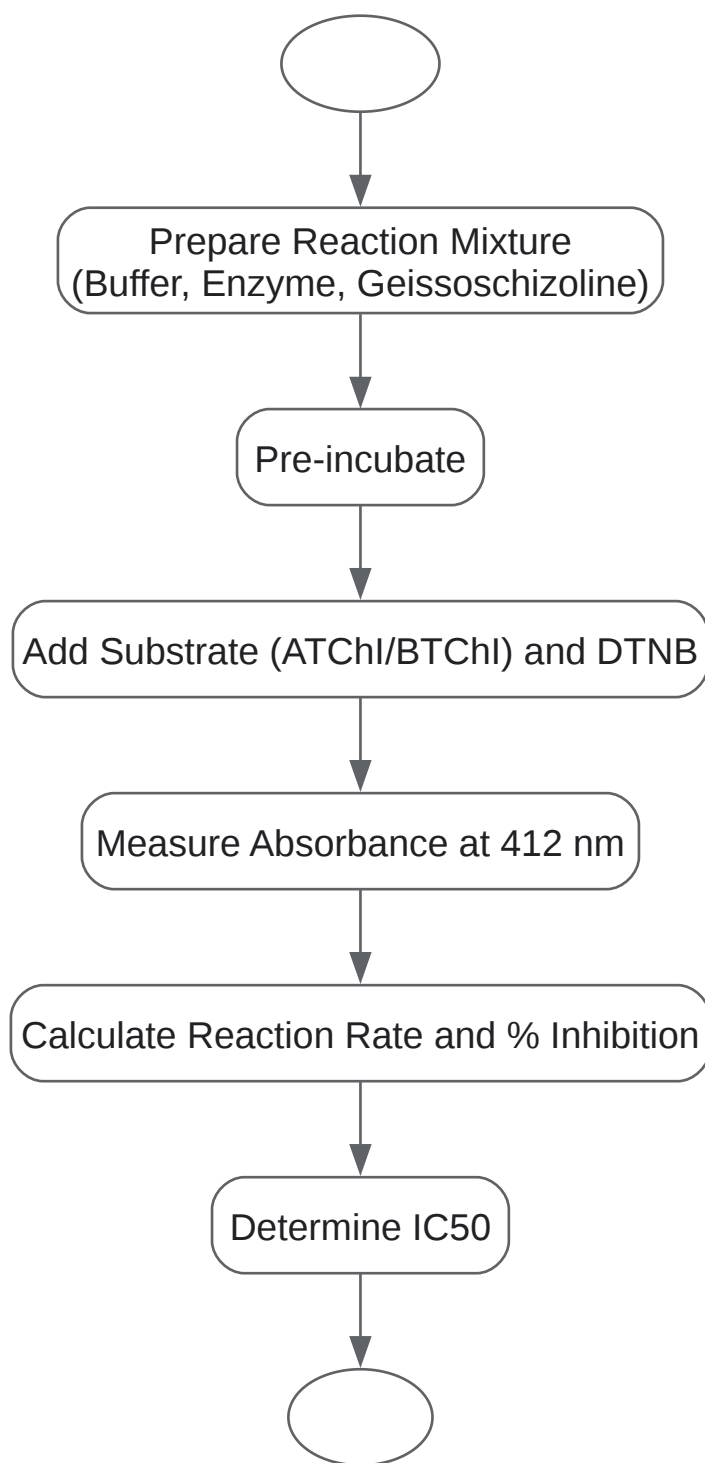 Prepare Reaction Mixture
(Buffer, Enzyme, Geissoschizoline)
Pre-incubate
Add Substrate (ATChI/BTChI) and DTNB
Measure Absorbance at 412 nm
Calculate Reaction Rate and % Inhibition
Determine IC50